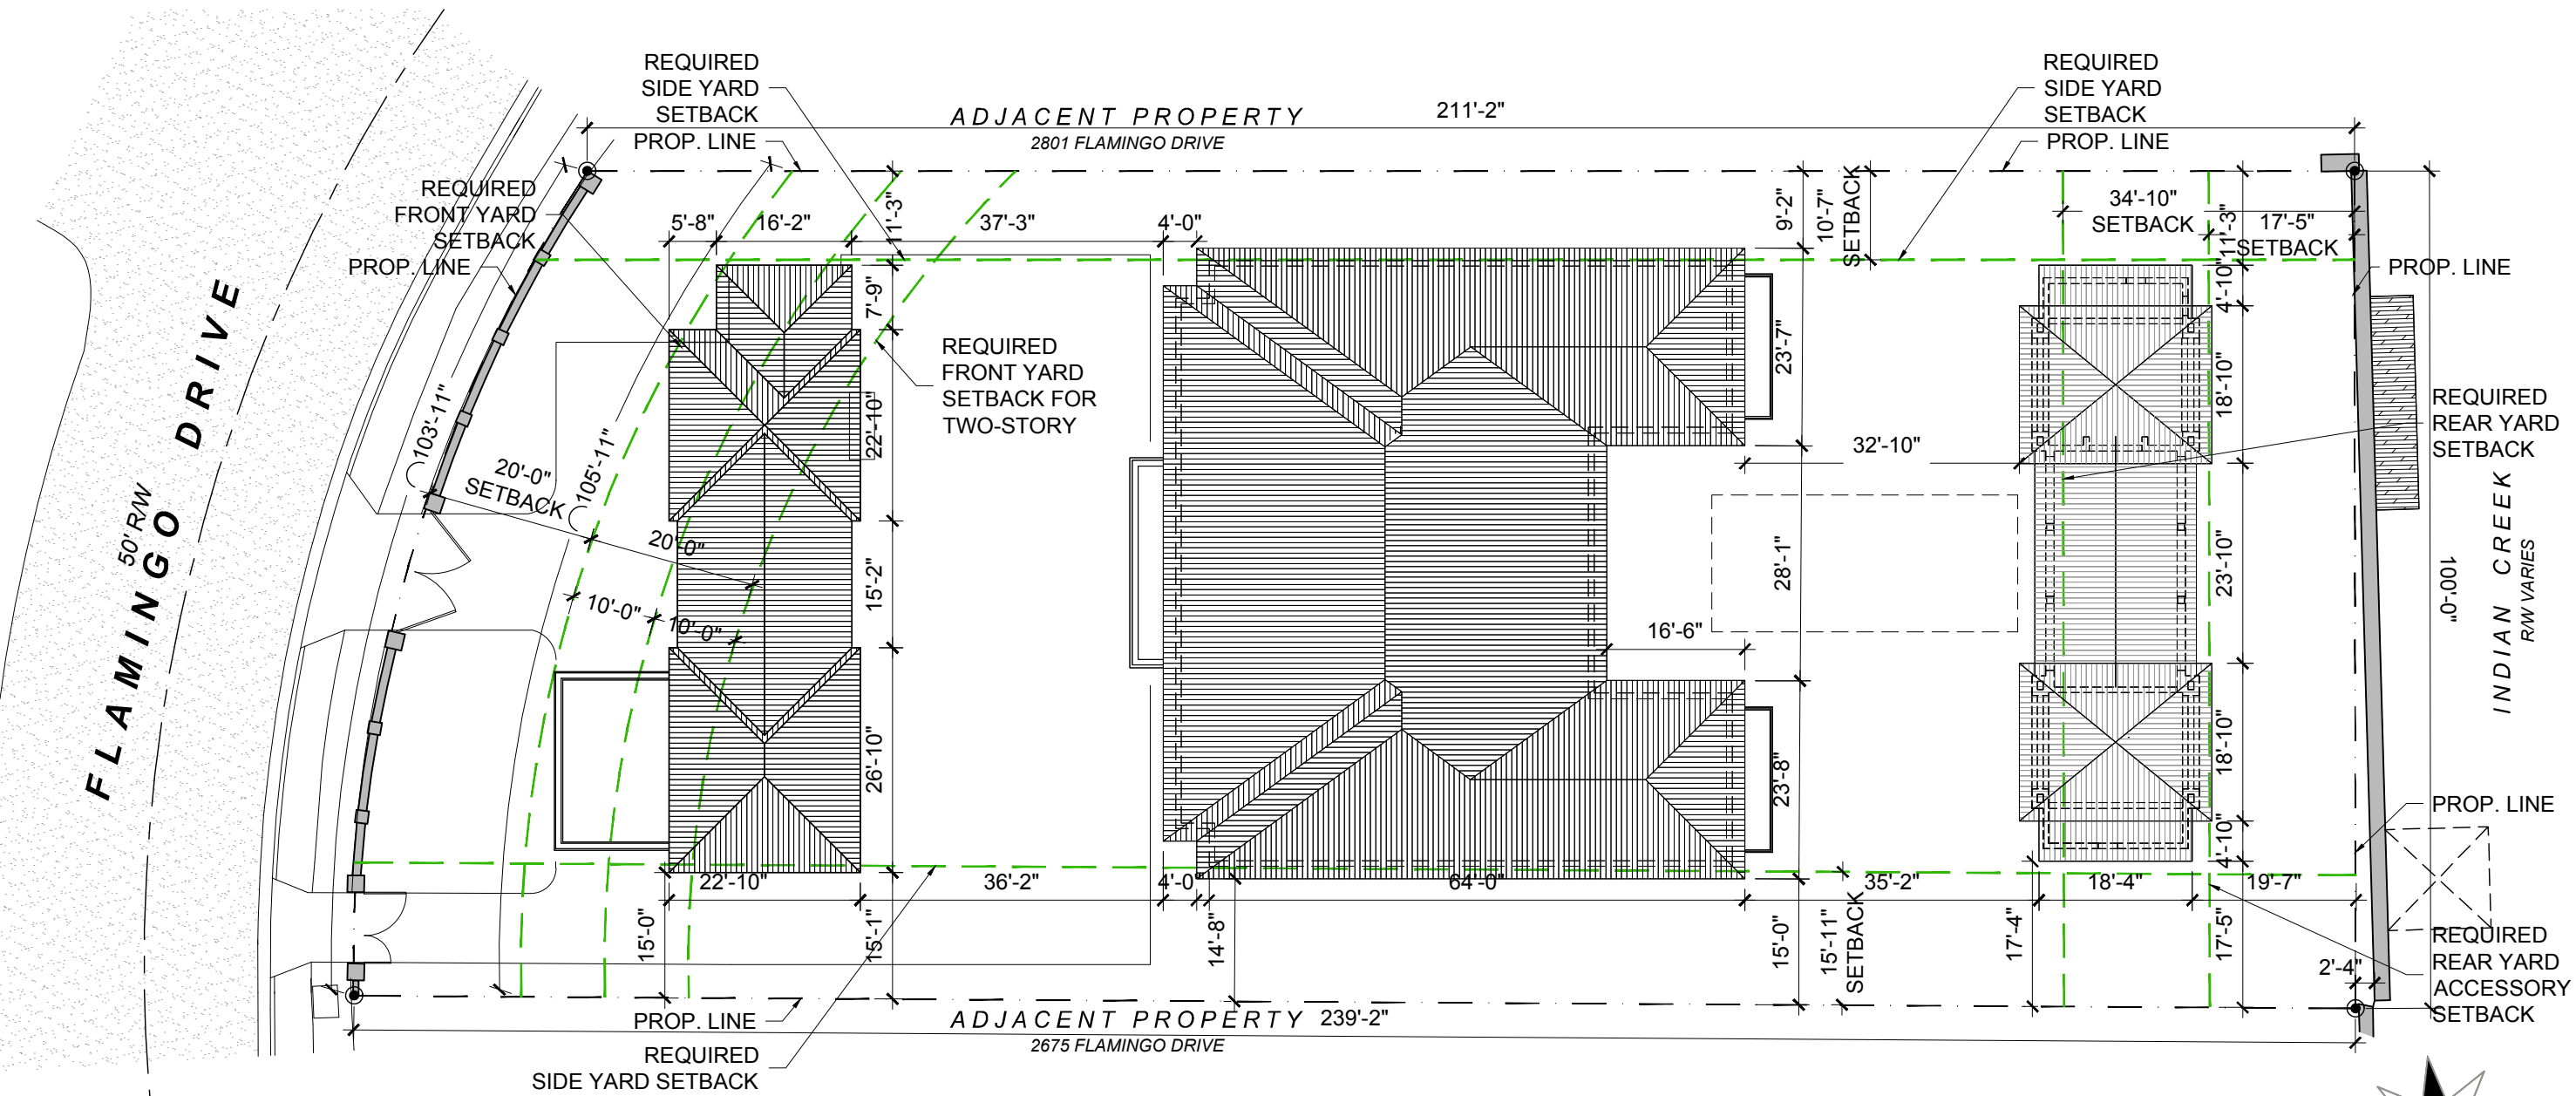 REQUIRED
SIDE YARD
SETBACK
PROP. LINE
ADJACENT PROPERTY
2801 FLAMINGO DRIVE
211'-2"
REQUIRED
SIDE YARD
SETBACK
PROP. LINE
REQUIRED
FRONT YARD
SETBACK
PROP. LINE
5'-8"
16'-2"
11'-3"
37'-3"
4'-0"
9'-2"
10'-7"
SETBACK
34'-10"
SETBACK
11'-3"
17'-5"
SETBACK
PROP. LINE
7'-9"
4'-10"
REQUIRED
FRONT YARD
SETBACK FOR
TWO-STORY
23'-7"
18'-10"
22'-10"
103'-11"
105'-11"
20'-0"
SETBACK
32'-10"
REQUIRED
REAR YARD
SETBACK
FLAMINGO DRIVE
50' R/W
20'-0"
10'-0"
10'-0"
15'-2"
28'-1"
16'-6"
23'-10"
100'-0"
INDIAN CREEK
R/W VARIES
26'-10"
23'-8"
18'-10"
PROP. LINE
4'-10"
22'-10"
36'-2"
4'-0
64'-0"
35'-2"
18'-4"
19'-7"
15'-0"
15'-1"
14'-8"
15'-0"
15'-11"
SETBACK
17'-4"
17'-5"
2'-4"
REQUIRED
REAR YARD
ACCESSORY
SETBACK
PROP. LINE
ADJACENT PROPERTY
239'-2"
2675 FLAMINGO DRIVE
REQUIRED
SIDE YARD SETBACK